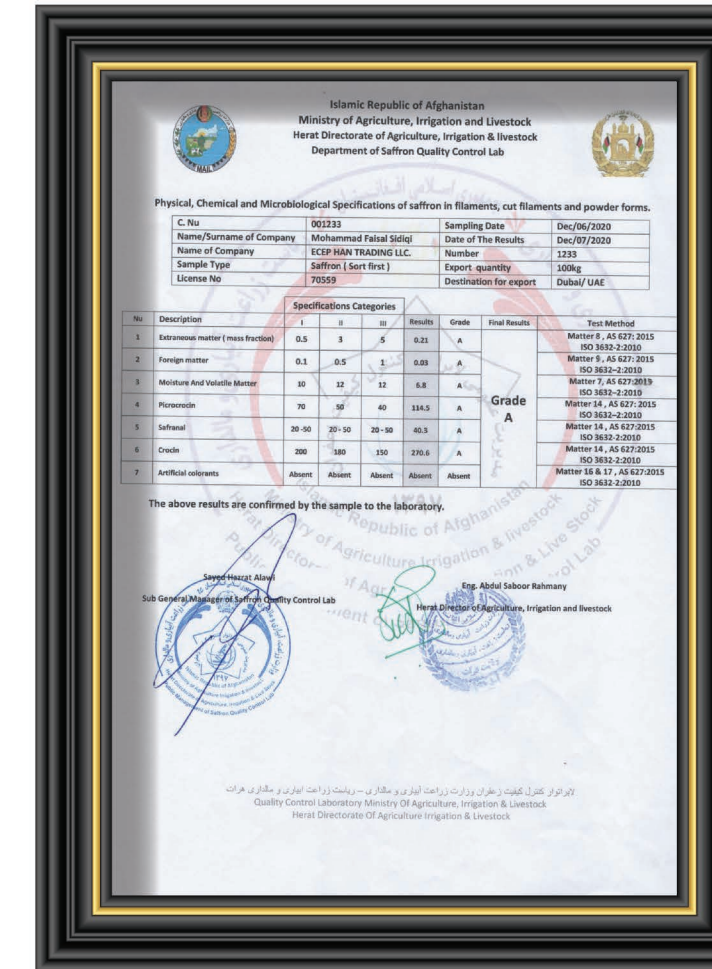 Islamic Republic of Afghanistan
Ministry of Agriculture, Irrigation and Livestock
Herat Directorate of Agriculture, Irrigation & livestock
Department of Saffron Quality Control Lab
MAIL
Physical, Chemical and Microbiological Specifications of saffron in filaments, cut filaments and powder forms.
C. Nu 001233 Sampling Date Dec/06/2020
Name/Surname of Company Mohammad Faisal Sidiqi Date of The Results Dec/07/2020
Name of Company ECEP HAN TRADING LLC. Number 1233
Sample Type Saffron ( Sort first ) Export quantity 100kg
License No 70559 Destination for export Dubai/ UAE
Specifications Categories
Nu Description I II III Results Grade Final Results Test Method
1 Extraneous matter ( mass fraction) 0.5 3 5 0.21 A Matter 8 , AS 627: 2015
ISO 3632-2:2010
2 Foreign matter 0.1 0.5 1 0.03 A Matter 9 , AS 627: 2015
ISO 3632–2:2010
3 Moisture And Volatile Matter 10 12 12 6.8 A Matter 7, AS 627:2015
ISO 3632–2:2010
4 Picrocrocin 70 50 40 114.5 A Matter 14 , AS 627: 2015
ISO 3632–2:2010
5 Safranal 20 -50 20 - 50 20 - 50 40.3 A Matter 14 , AS 627:2015
ISO 3632-2:2010
6 Crocin 200 180 150 270.6 A Matter 14 , AS 627:2015
ISO 3632-2:2010
7 Artificial colorants Absent Absent Absent Absent Absent Matter 16 & 17 , AS 627:2015
ISO 3632-2:2010
Grade
A
The above results are confirmed by the sample to the laboratory.
۱۳۹۷
Islamic Republic of Afghanistan
Sayed Hazrat Alawi
Sub General Manager of Saffron Quality Control Lab
Eng. Abdul Saboor Rahmany
Herat Director of Agriculture, Irrigation and livestock
لابراتوار کنترل کیفیت زعفران وزارت زراعت آبیاری و مالداری – ریاست زراعت ابیاری و مالداری هرات
Quality Control Laboratory Ministry Of Agriculture, Irrigation & Livestock
Herat Directorate Of Agriculture Irrigation & Livestock